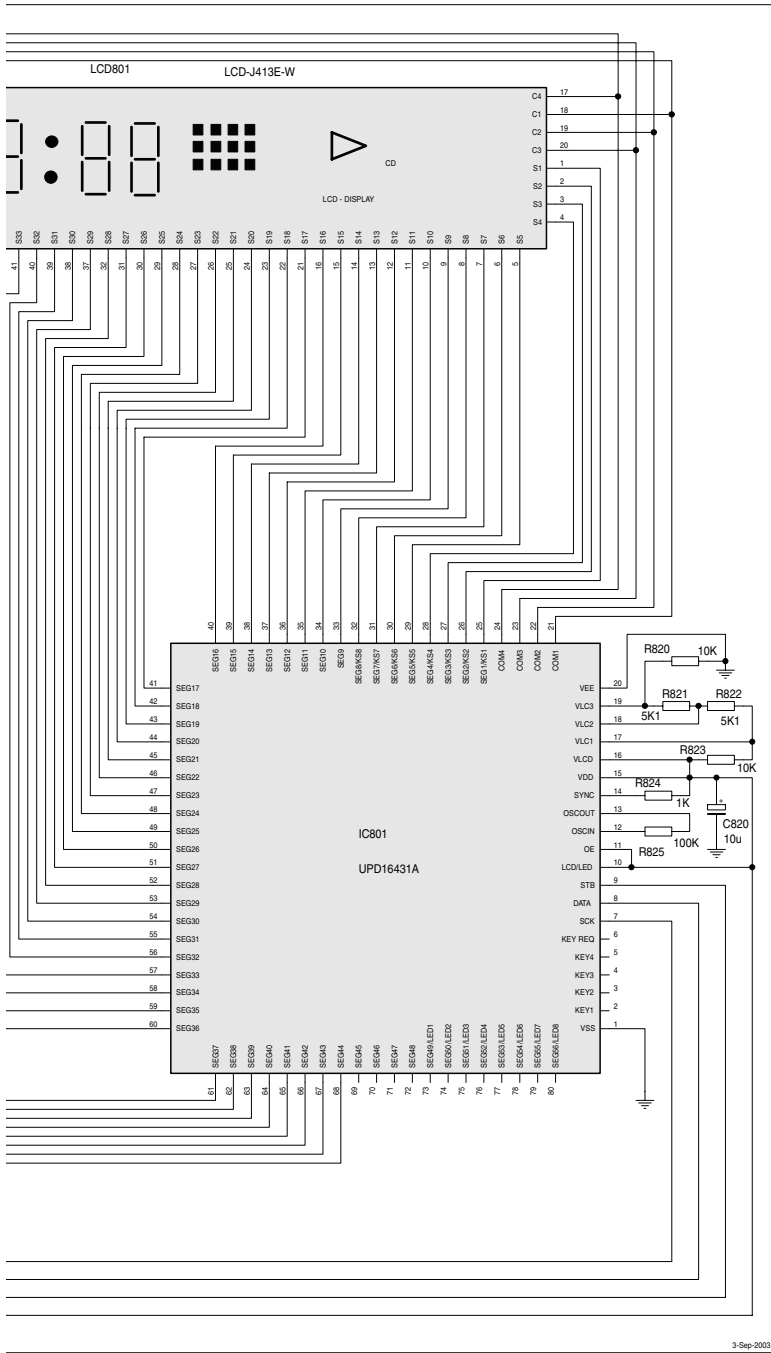 LCD801 LCD-J413E-W
C4 17
C1 18
C2 19
C3 20
CD
S1 1
S2 2
LCD - DISPLAY
S3 3
S4 4
S33 S32 S31 S30 S29 S28 S27 S26 S25 S24 S23 S22 S21 S20 S19 S18 S17 S16 S15 S14 S13 S12 S11 S10 S9 S8 S7 S6 S5
41 40 39 38 37 32 31 30 29 28 27 26 25 24 23 22 21 16 15 14 13 12 11 10 9 8 7 6 5
40 39 38 37 36 35 34 33 32 31 30 29 28 27 26 25 24 23 22 21
SEG16 SEG15 SEG14 SEG13 SEG12 SEG11 SEG10 SEG9 SEG8/KS8 SEG7/KS7 SEG6/KS6 SEG5/KS5 SEG4/KS4 SEG3/KS3 SEG2/KS2 SEG1/KS1 COM4 COM3 COM2 COM1
R820 10K
41 SEG17 VEE 20
R821 R822
42 SEG18 VLC3 19
5K1 5K1
43 SEG19 VLC2 18
44 SEG20 VLC1 17
R823
45 SEG21 VLCD 16
10K
46 SEG22 VDD 15
R824
47 SEG23 SYNC 14
1K
48 SEG24 OSCOUT 13
C820
+
10u
49 SEG25 IC801 OSCIN 12
100K
50 SEG26 OE 11
R825
51 SEG27 UPD16431A LCD/LED 10
52 SEG28 STB 9
53 SEG29 DATA 8
54 SEG30 SCK 7
55 SEG31 KEY REQ 6
56 SEG32 KEY4 5
57 SEG33 KEY3 4
58 SEG34 KEY2 3
59 SEG35 KEY1 2
60 SEG36 VSS 1
SEG37 SEG38 SEG39 SEG40 SEG41 SEG42 SEG43 SEG44 SEG45 SEG46 SEG47 SEG48 SEG49/LED1 SEG50/LED2 SEG51/LED3 SEG52/LED4 SEG53/LED5 SEG54/LED6 SEG55/LED7 SEG56/LED8
61 62 63 64 65 66 67 68 69 70 71 72 73 74 75 76 77 78 79 80
3-Sep-2003